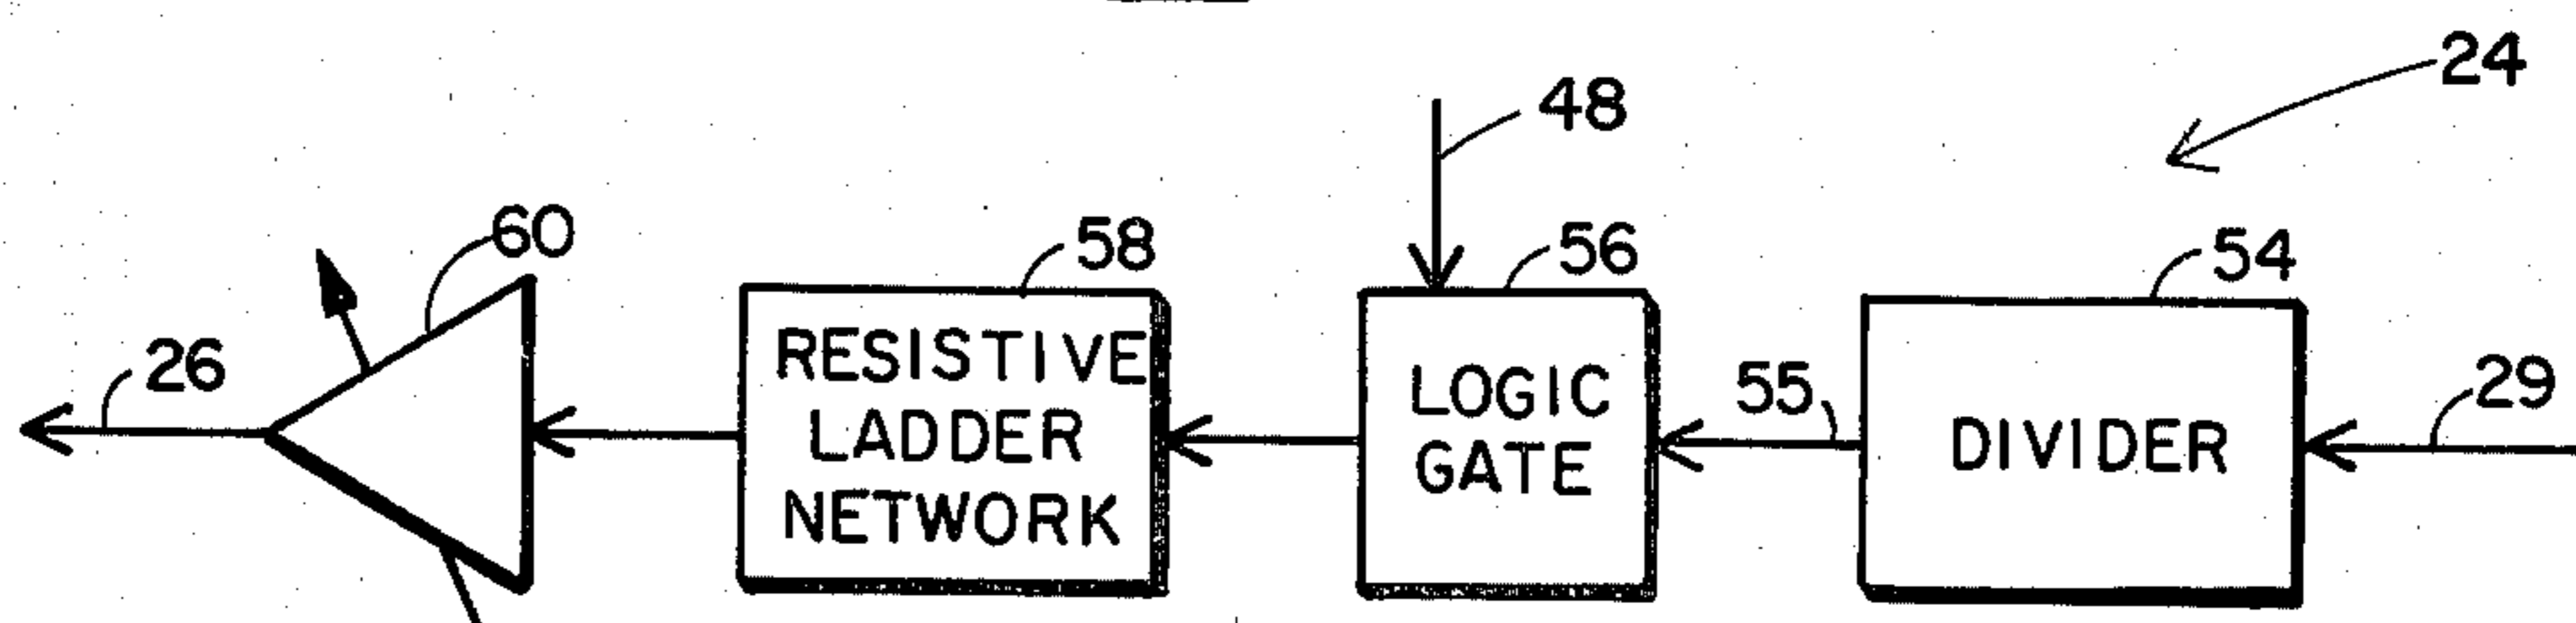 24
48
60
58
56
54
26
RESISTIVE
LADDER
NETWORK
LOGIC
GATE
55
DIVIDER
29